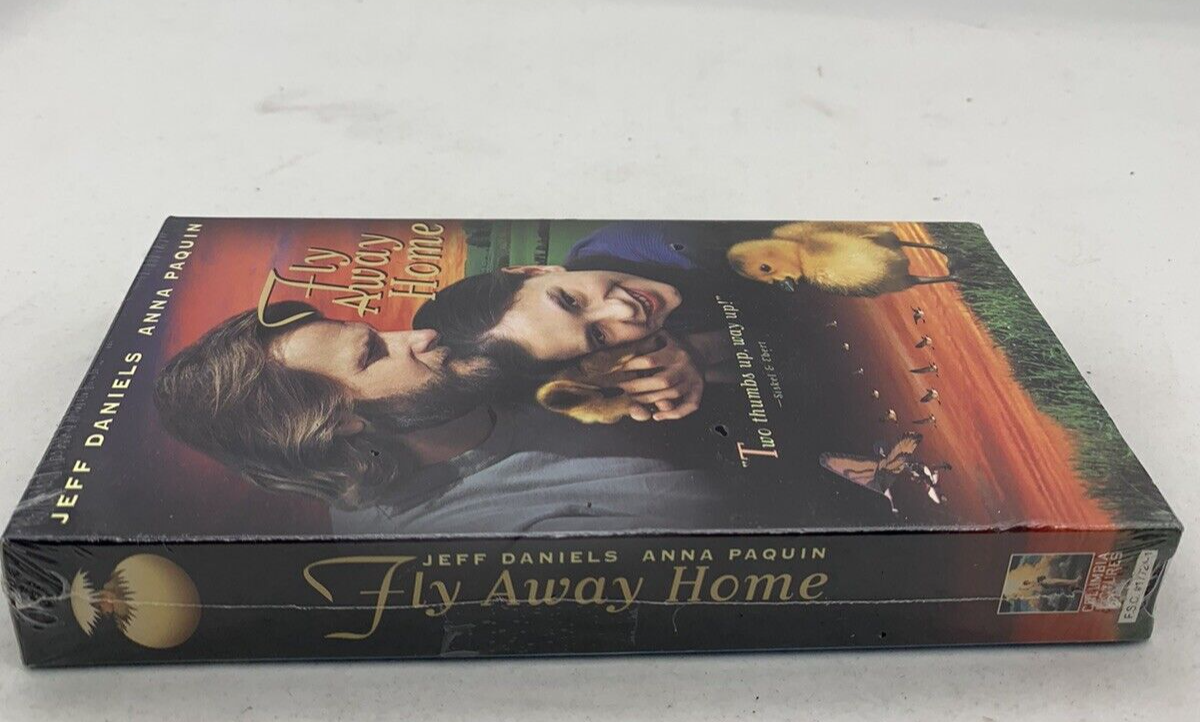 JEFF DANIELS ANNA PAQUIN
Fly
Away
Home
"Two thumbs up, way up!"
—Siskel & Ebert
JEFF DANIELS ANNA PAQUIN
Fly Away Home
COLUMBIA
PICTURES